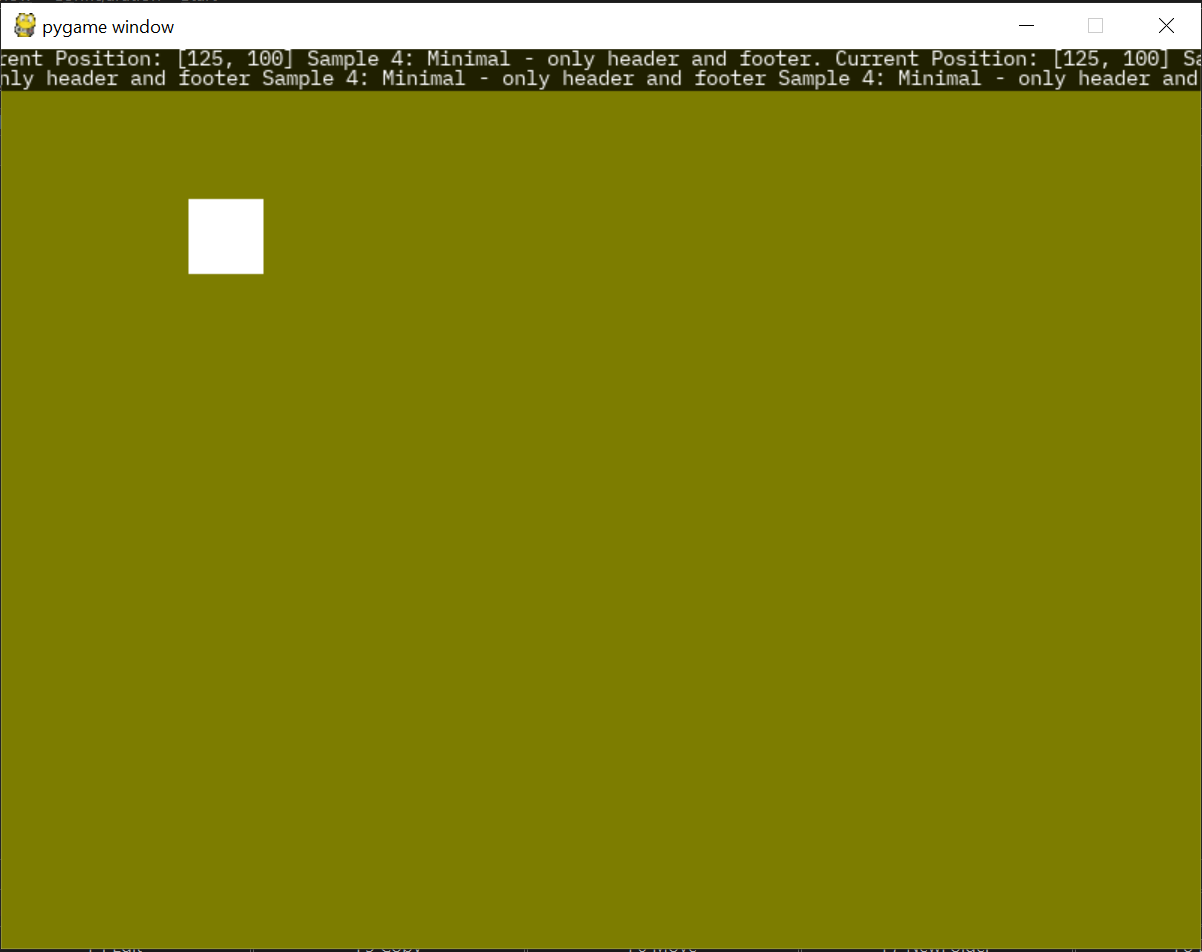 pygame window
rent Position: [125, 100] Sample 4: Minimal - only header and footer. Current Position: [125, 100] Sa
nly header and footer Sample 4: Minimal - only header and footer Sample 4: Minimal - only header and